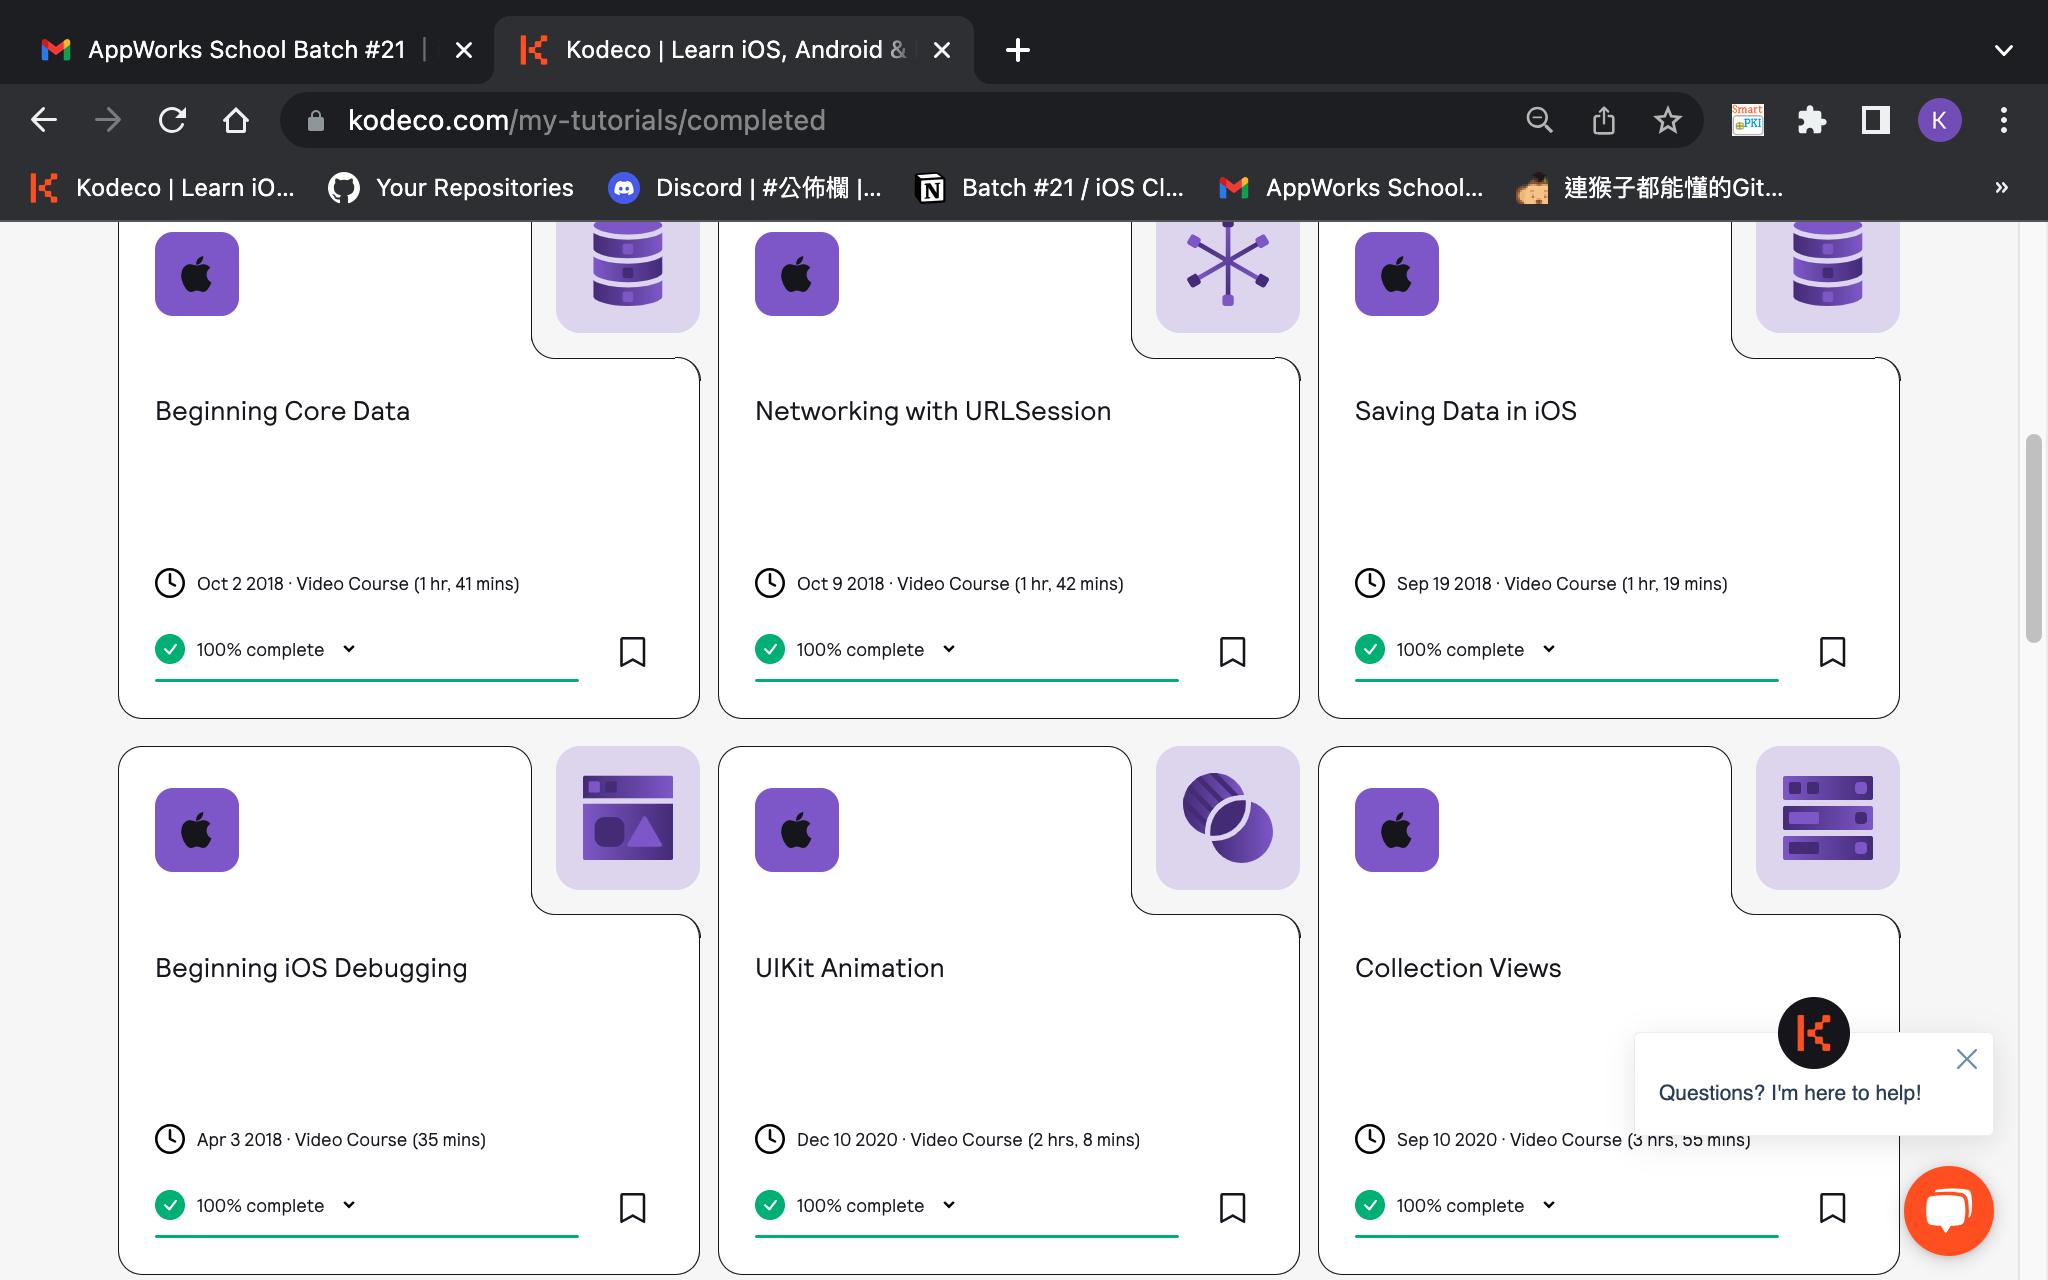 AppWorks School Batch #21
Kodeco | Learn iOS, Android &
kodeco.com/my-tutorials/completed
Smart
PKI
K
Kodeco | Learn iO...
Your Repositories
Discord | #公佈欄 |...
N
Batch #21 / iOS Cl...
AppWorks School...
連猴子都能懂的Git...
»
Beginning Core Data
Networking with URLSession
Saving Data in iOS
Oct 2 2018 · Video Course (1 hr, 41 mins)
Oct 9 2018 · Video Course (1 hr, 42 mins)
Sep 19 2018 · Video Course (1 hr, 19 mins)
100% complete
100% complete
100% complete
Beginning iOS Debugging
UIKit Animation
Collection Views
Questions? I'm here to help!
Apr 3 2018 · Video Course (35 mins)
Dec 10 2020 · Video Course (2 hrs, 8 mins)
Sep 10 2020 · Video Course (3 hrs, 55 mins)
100% complete
100% complete
100% complete